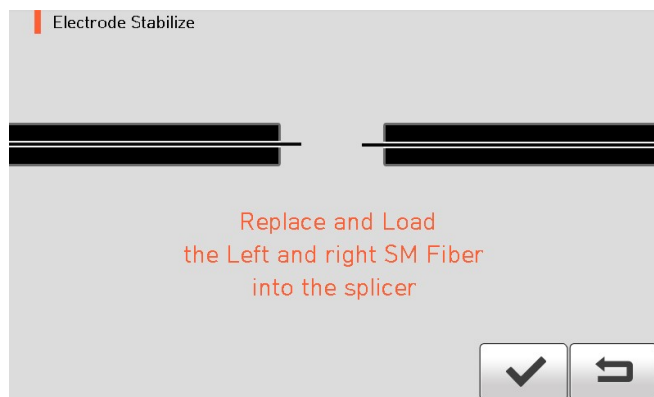 Electrode Stabilize
Replace and Load
the Left and right SM Fiber
into the splicer